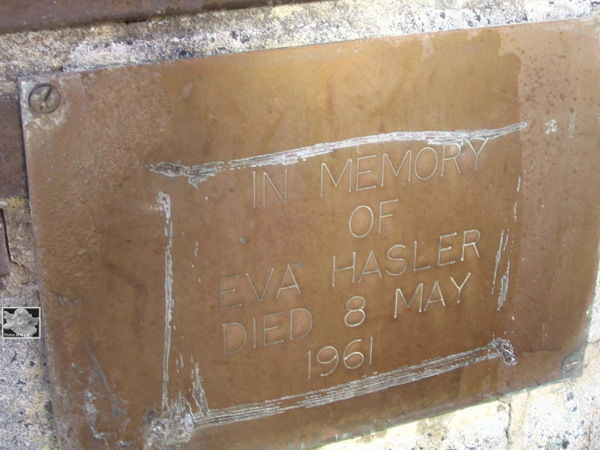 IN MEMORY
OF
EVA HASLER
DIED 8 MAY
1961